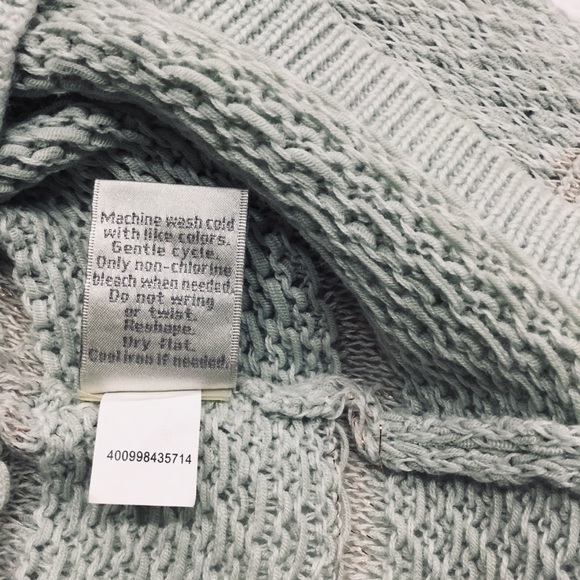 Machine wash cold
with like colors.
Gentle cycle.
Only non-chlorine
bleach when needed.
Do not wring
or twist.
Reshape.
Dry flat.
Cool iron if needed.
400998435714